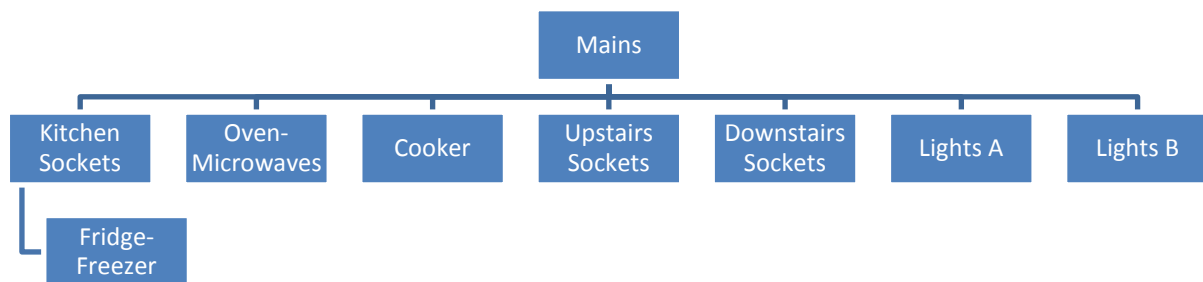 Mains
Kitchen
Sockets
Oven-
Microwaves
Cooker
Upstairs
Sockets
Downstairs
Sockets
Lights A
Lights B
Fridge-
Freezer